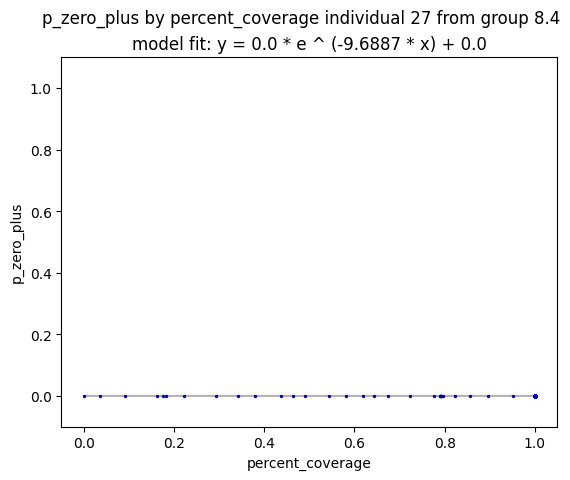 p_zero_plus by percent_coverage individual 27 from group 8.4
model fit: y = 0.0 * e ^ (-9.6887 * x) + 0.0
1.0
0.8
0.6
0.4
0.2
0.0
p_zero_plus
0.0 0.2 0.4 0.6 0.8 1.0
percent_coverage